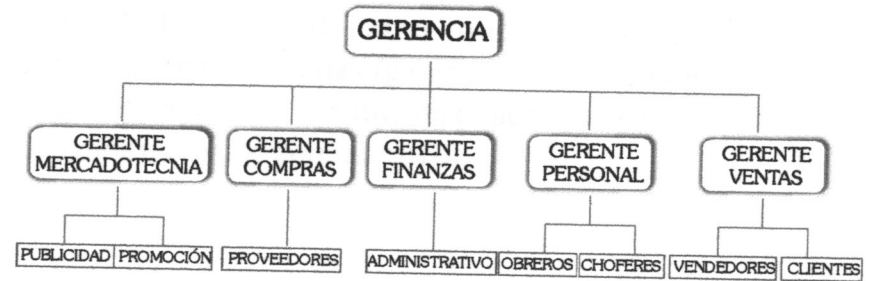 GERENCIA
GERENTE
MERCADOTECNIA
GERENTE
COMPRAS
GERENTE
FINANZAS
GERENTE
PERSONAL
GERENTE
VENTAS
PUBLICIDAD
PROMOCIÓN
PROVEEDORES
ADMINISTRATIVO
OBREROS
CHOFERES
VENDEDORES
CLIENTES